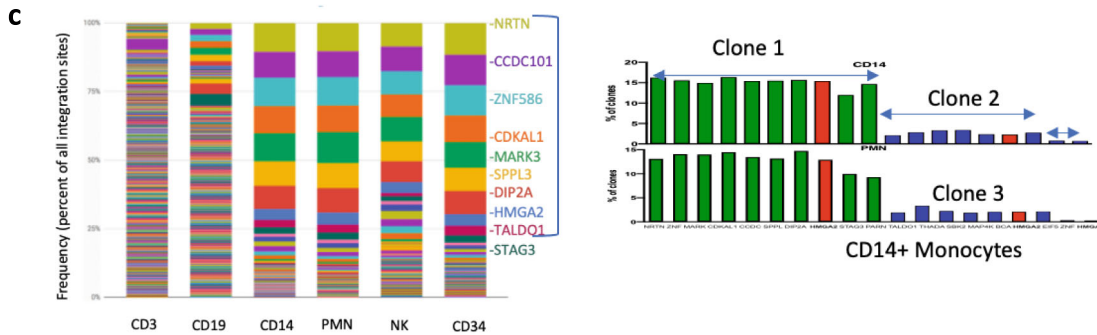 c
Frequency (percent of all integration sites)
100%
75%
50%
25%
0%
CD3 CD19 CD14 PMN NK CD34
-NRTN
-CCDC101
-ZNF586
-CDKAL1
-MARK3
-SPPL3
-DIP2A
-HMGA2
-TALDO1
-STAG3
Clone 1
CD14
Clone 2
% of clones
20
15
10
5
0
PMN
Clone 3
% of clones
15
10
5
0
NRTN ZNF MARK CDKAL1 CCDC SPPL DIP2A HMGA2 STAG3 PARN TALDO1 THADA SBK2 MAP4K BCA HMGA2 EIF5 ZNF HMGA
CD14+ Monocytes